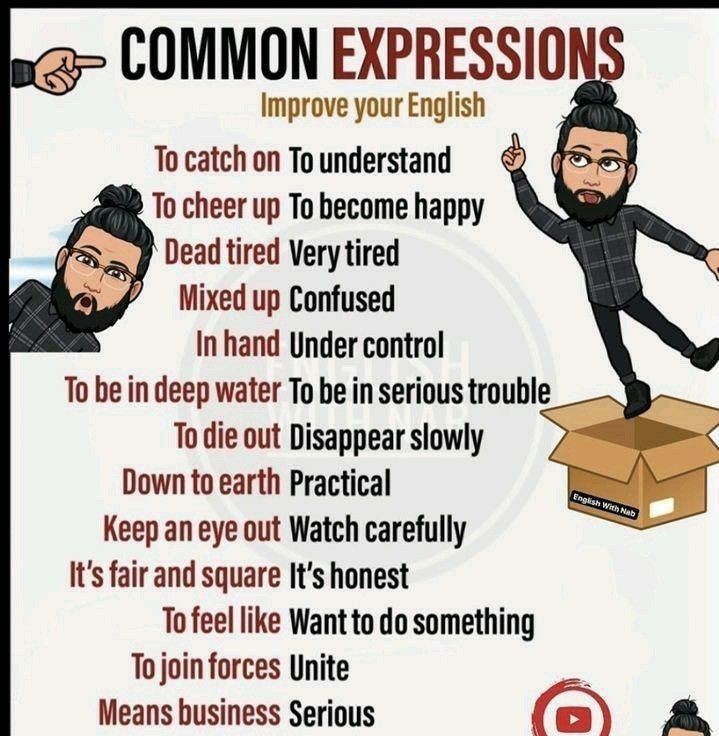 COMMON EXPRESSIONS
Improve your English
To catch on To understand
To cheer up To become happy
Dead tired Very tired
Mixed up Confused
In hand Under control
To be in deep water To be in serious trouble
To die out Disappear slowly
Down to earth Practical
Keep an eye out Watch carefully
It's fair and square It's honest
To feel like Want to do something
To join forces Unite
Means business Serious
English With Nab
ENGLISH
WITH NAB